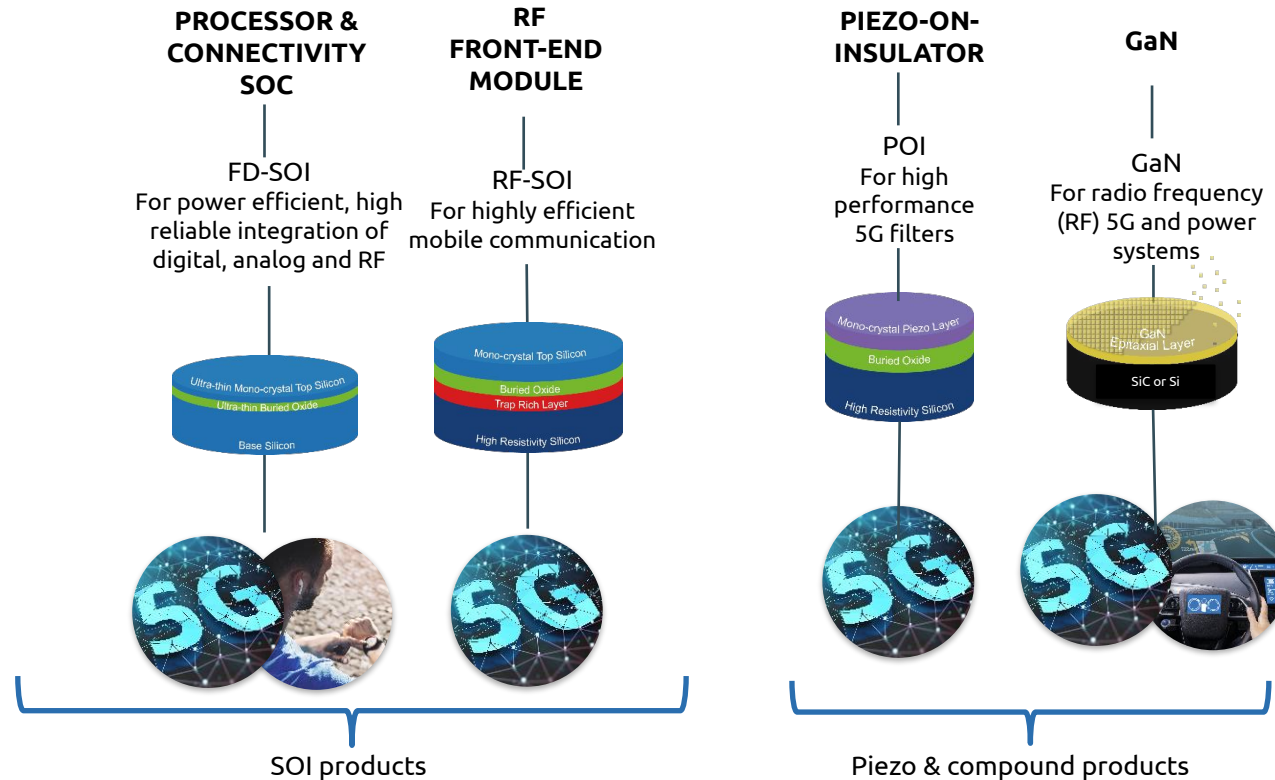 PROCESSOR &
CONNECTIVITY
SOC
FD-SOI
For power efficient, high
reliable integration of
digital, analog and RF
Ultra-thin Mono-crystal Top Silicon
Ultra-thin Buried Oxide
Base Silicon
5G
RF
FRONT-END
MODULE
RF-SOI
For highly efficient
mobile communication
Mono-crystal Top Silicon
Buried Oxide
Trap Rich Layer
High Resistivity Silicon
5G
SOI products
PIEZO-ON-
INSULATOR
POI
For high
performance
5G filters
Mono-crystal Piezo Layer
Buried Oxide
High Resistivity Silicon
5G
GaN
GaN
For radio frequency
(RF) 5G and power
systems
GaN
Epitaxial Layer
SiC or Si
5G
Piezo & compound products